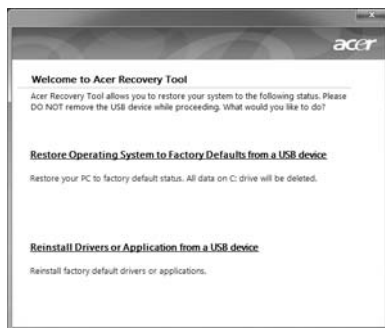 acer
Welcome to Acer Recovery Tool
Acer Recovery Tool allows you to restore your system to the following status. Please
DO NOT remove the USB device while proceeding. What would you like to do?
Restore Operating System to Factory Defaults from a USB device
Restore your PC to factory default status. All data on C: drive will be deleted.
Reinstall Drivers or Application from a USB device
Reinstall factory default drivers or applications.